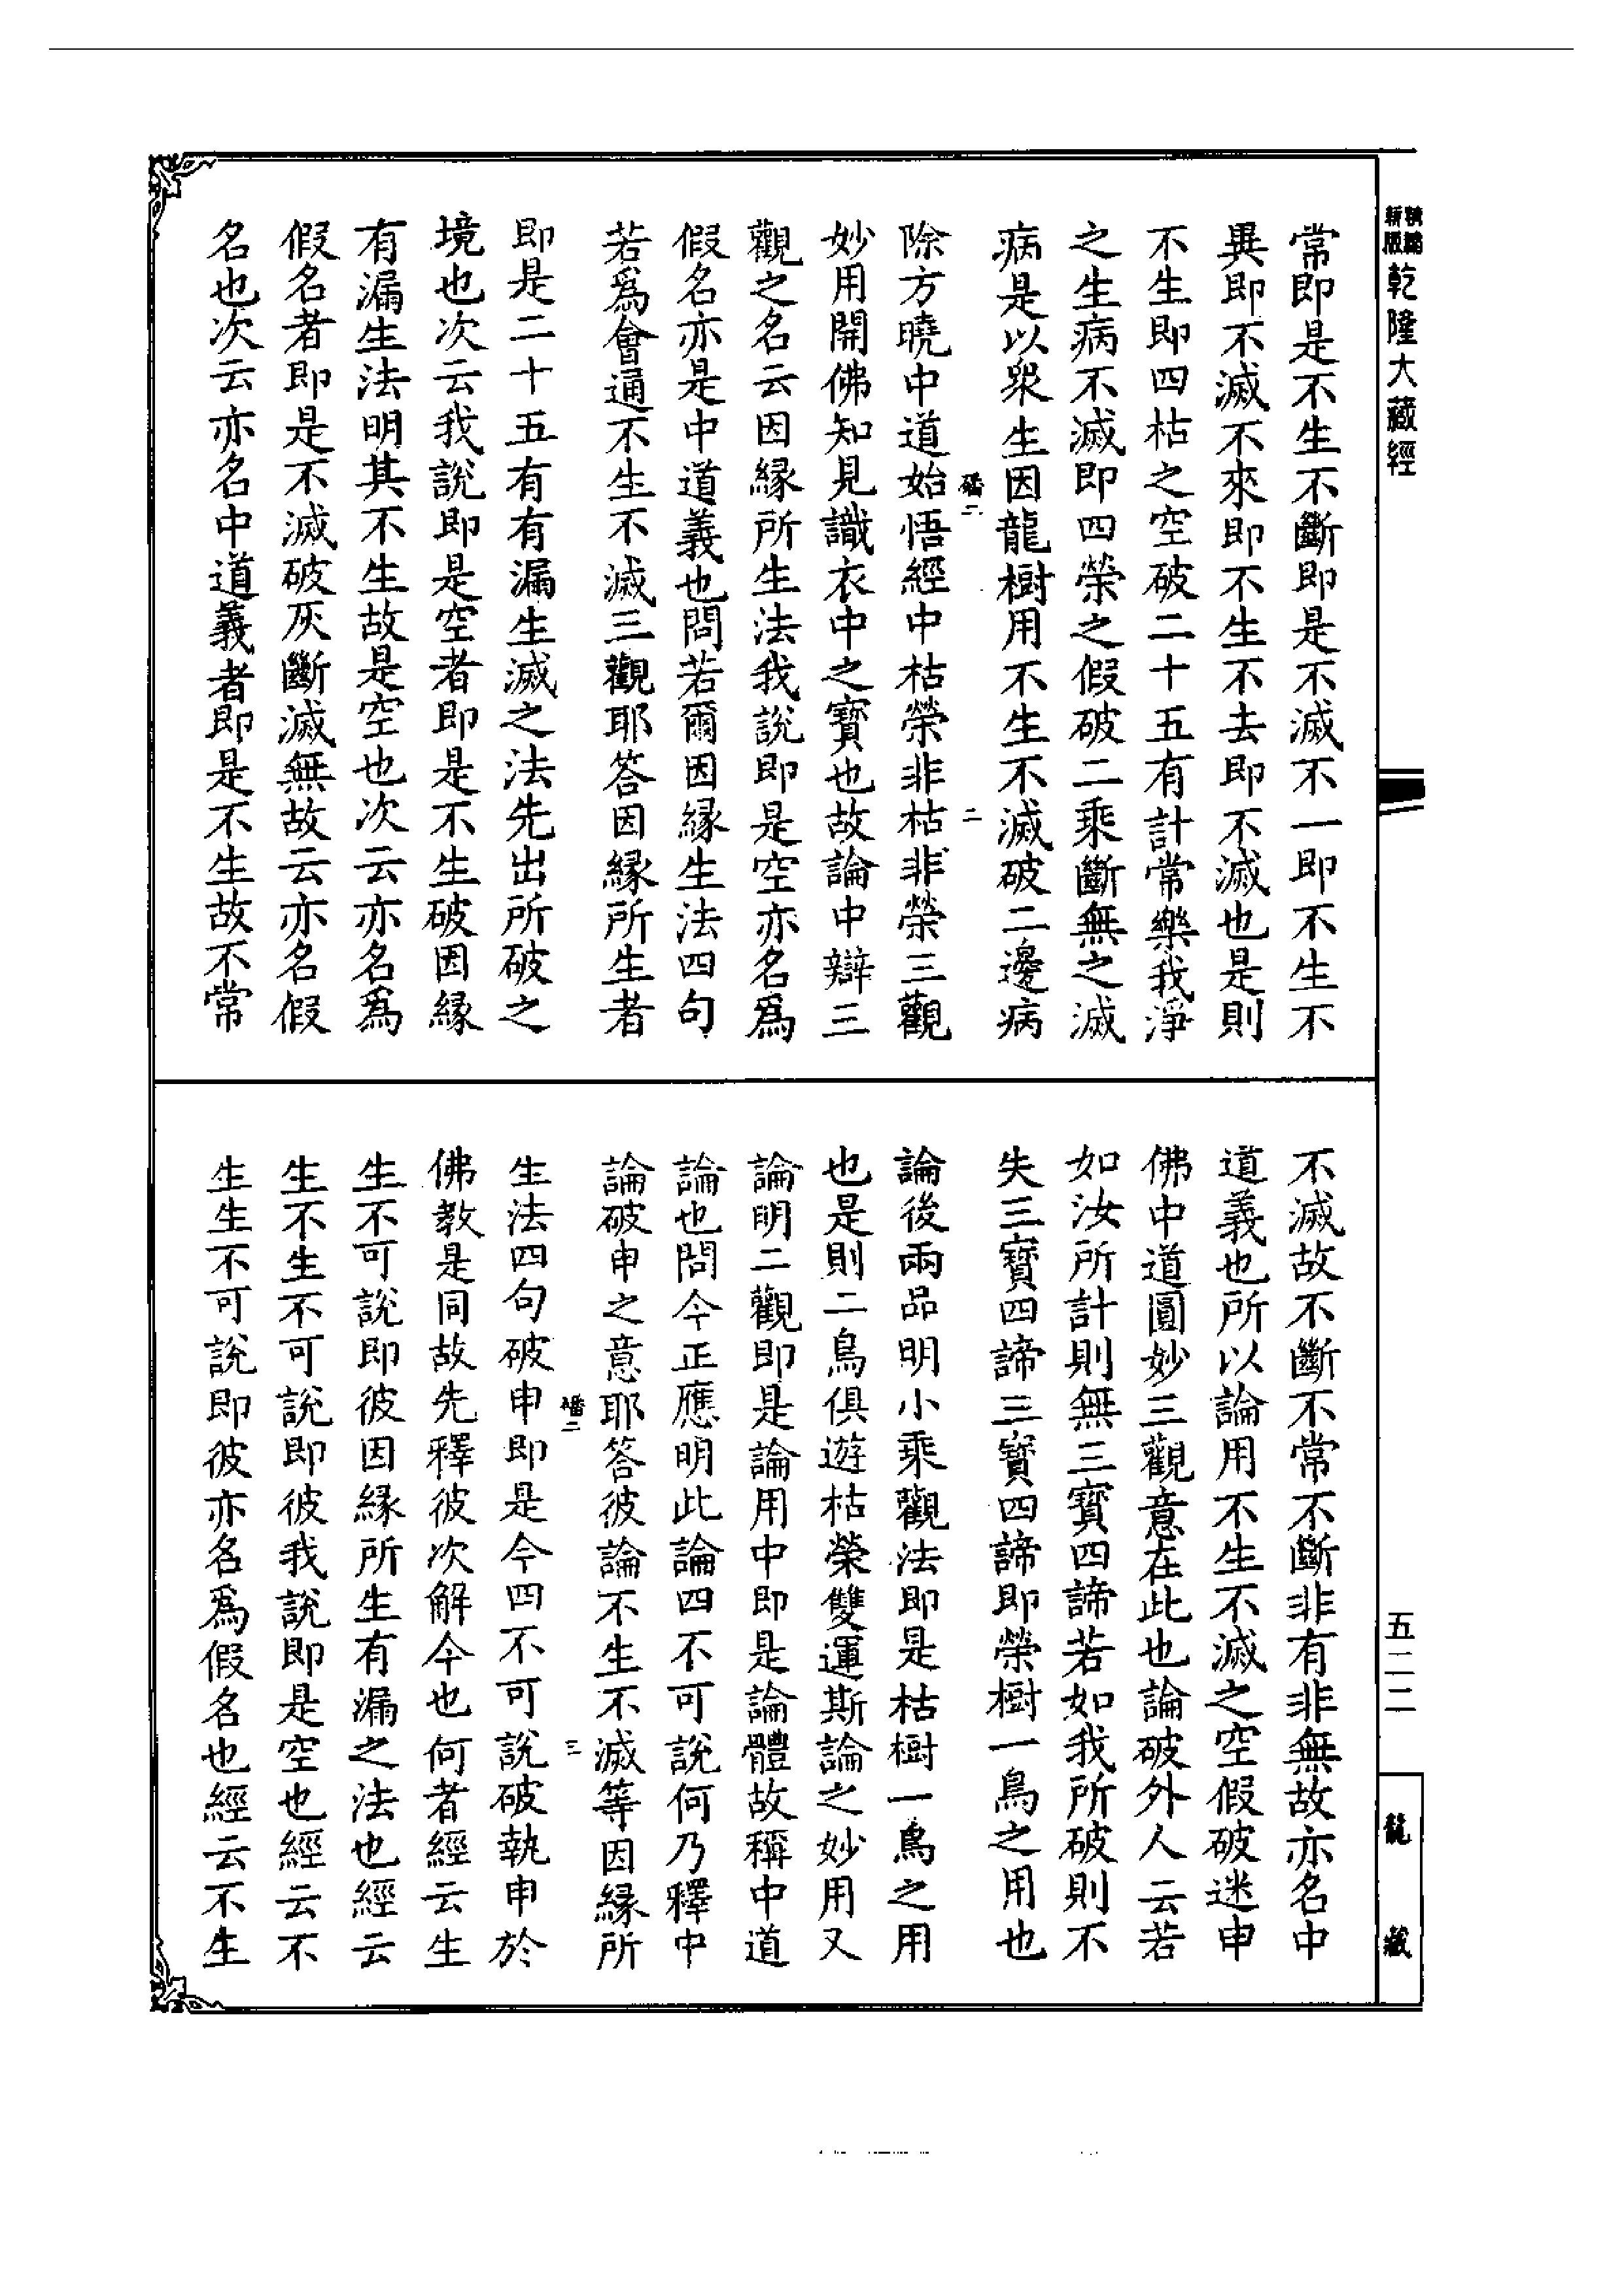 精編新版
乾隆大藏經
常即是不生不斷即是不滅不一即不生不
異即不滅不來即不生不去即不滅也是則
不生即四枯之空破二十五有計常樂我淨
之生病不滅即四榮之假破二乘斷無之滅
病是以眾生因龍樹用不生不滅破二邊病
磻二
二
除方曉中道始悟經中枯榮非枯非榮三觀
妙用開佛知見識衣中之寶也故論中辯三
觀之名云因緣所生法我說即是空亦名為
假名亦是中道義也問若爾因緣生法四句
若為會通不生不滅三觀耶答因緣所生者
即是二十五有有漏生滅之法先出所破之
境也次云我說即是空者即是不生破因緣
有漏生法明其不生故是空也次云亦名為
假名者即是不滅破灰斷滅無故云亦名假
名也次云亦名中道義者即是不生故不常
不滅故不斷不常不斷非有非無故亦名中
道義也所以論用不生不滅之空假破迷申
佛中道圓妙三觀意在此也論破外人云若
如汝所計則無三寶四諦若如我所破則不
失三寶四諦三寶四諦即榮樹一鳥之用也
論後兩品明小乘觀法即是枯樹一鳥之用
也是則二鳥俱遊枯榮雙運斯論之妙用又
論明二觀即是論用中即是論體故稱中道
論也問今正應明此論四不可說何乃釋中
論破申之意耶答彼論不生不滅等因緣所
磻二
三
生法四句破申即是今四不可說破執申於
佛教是同故先釋彼次解今也何者經云生
生不可說即彼因緣所生有漏之法也經云
生不生不可說即彼我說即是空也經云不
生生不可說即彼亦名為假名也經云不生
五二二
龍藏